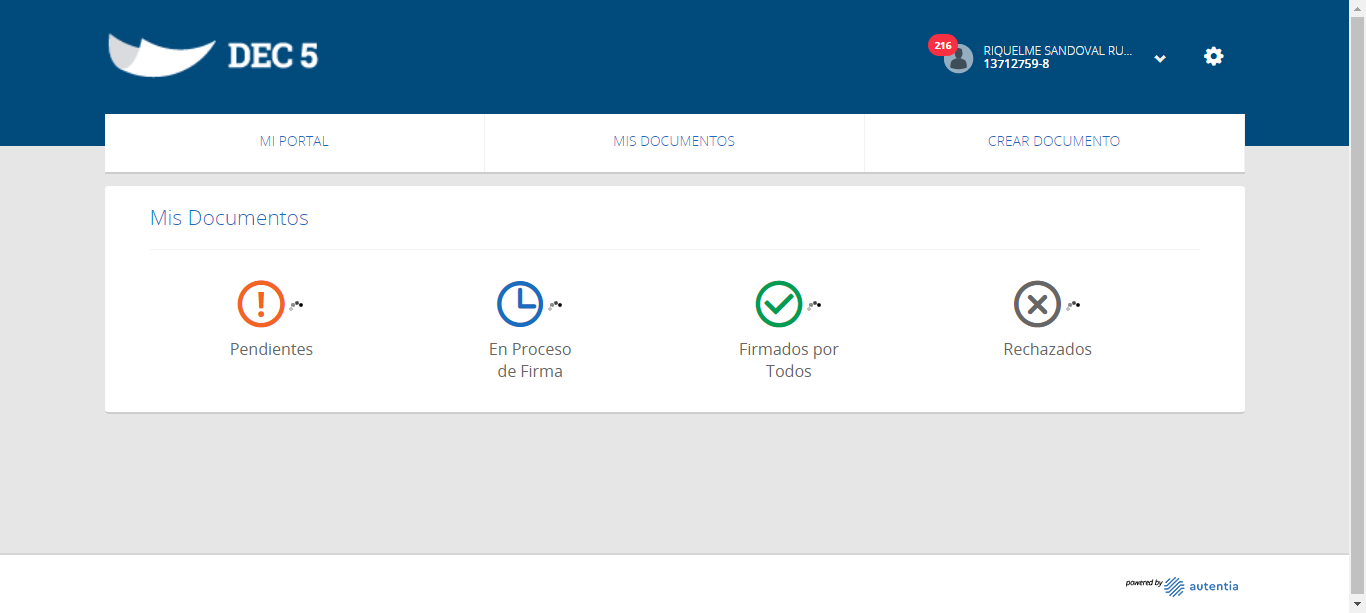 DEC 5
216
RIQUELME SANDOVAL RU...
13712759-8
MI PORTAL
MIS DOCUMENTOS
CREAR DOCUMENTO
Mis Documentos
Pendientes
En Proceso
de Firma
Firmados por
Todos
Rechazados
powered by autentia